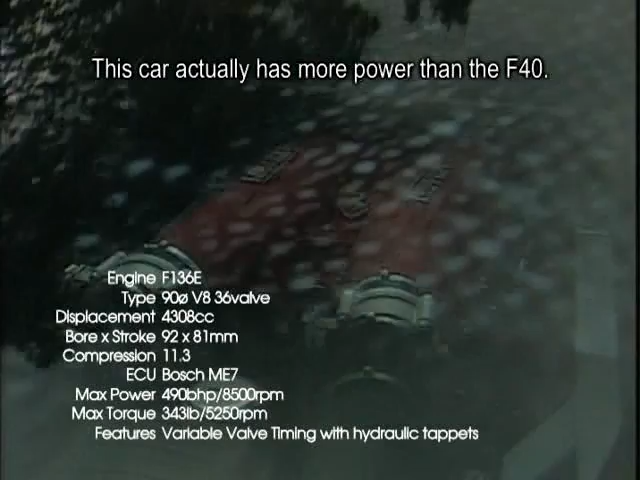 This car actually has more power than the F40.
Engine F136E
Type 90ø V8 36valve
Displacement 4308cc
Bore x Stroke 92 x 81mm
Compression 11.3
ECU Bosch ME7
Max Power 490bhp/8500rpm
Max Torque 343lb/5250rpm
Features Variable Valve Timing with hydraulic tappets